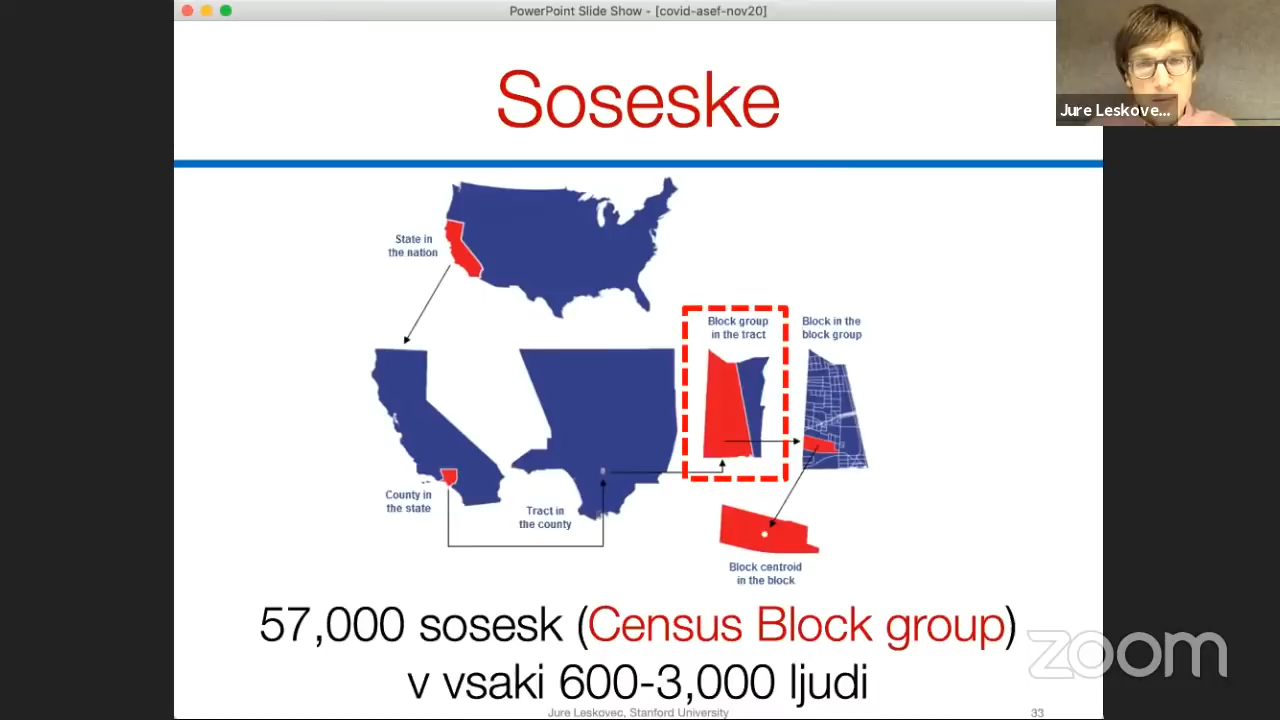 PowerPoint Slide Show - [covid-asef-nov20]
Jure Leskove...
Soseske
State in
the nation
Block group
in the tract
Block in the
block group
County in
the state
Tract in
the county
Block centroid
in the block
57,000 sosesk (Census Block group)
v vsaki 600-3,000 ljudi
zoom
Jure Leskovec, Stanford University
33